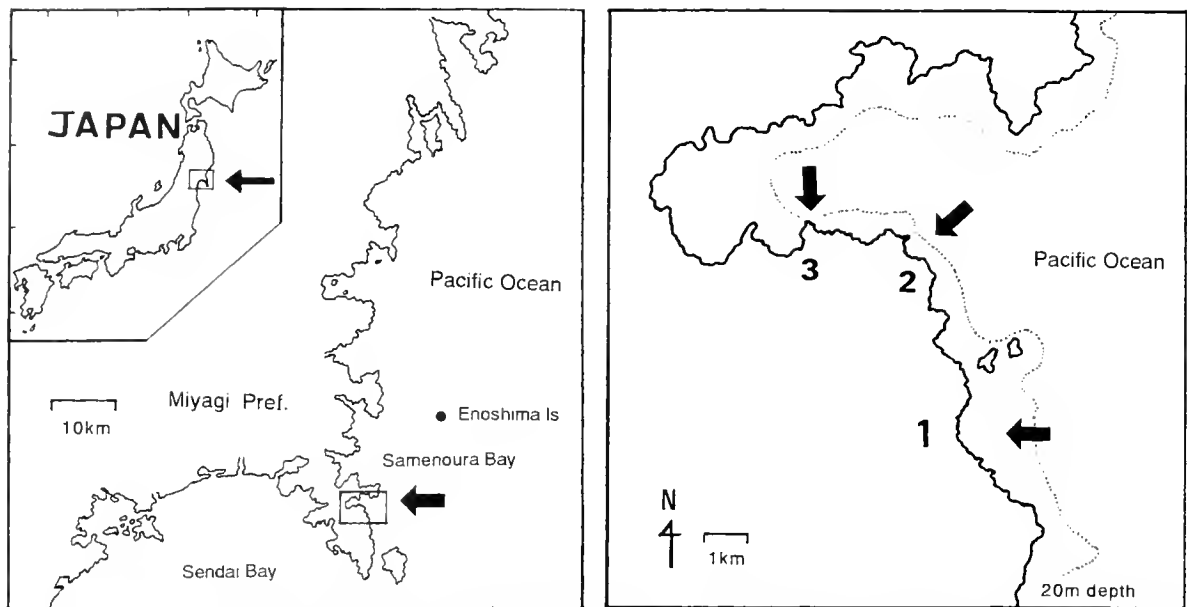 JAPAN
Pacific Ocean
Miyagi Pref.
10km
Enoshima Is
Samenoura Bay
Sendai Bay
3
2
Pacific Ocean
1
N
1km
20m depth